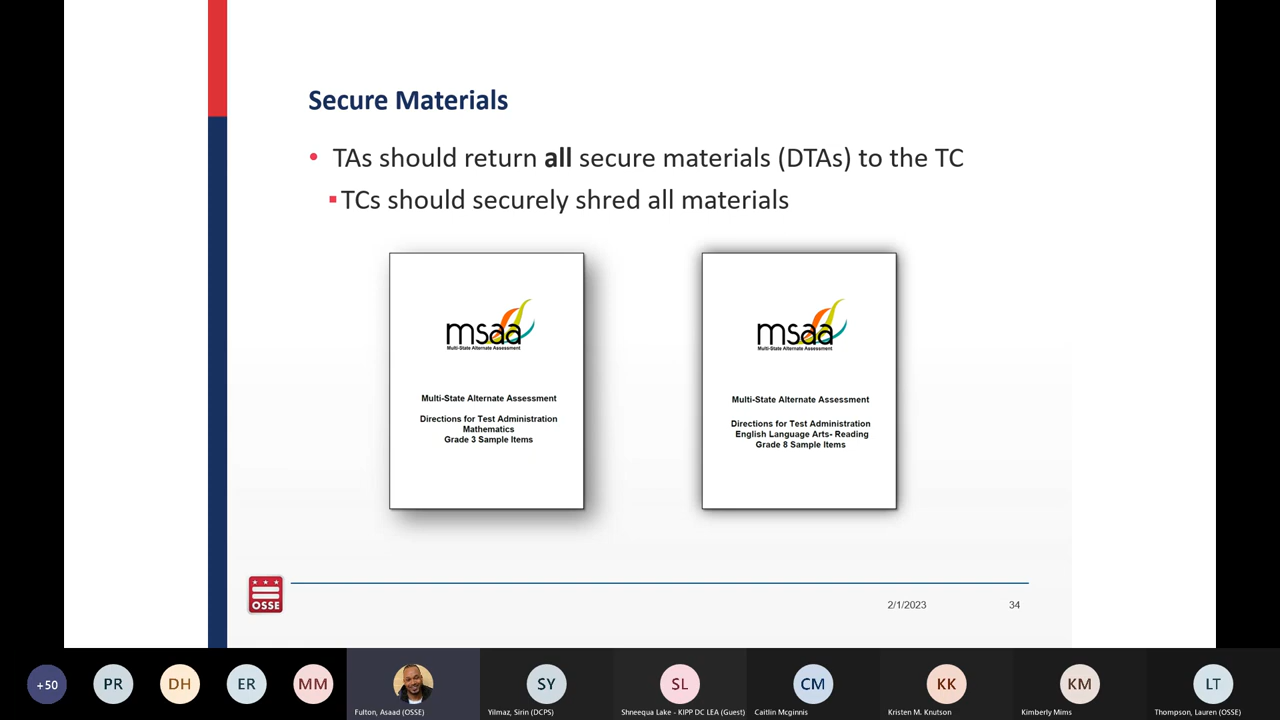 Secure Materials
• TAs should return all secure materials (DTAs) to the TC
▪ TCs should securely shred all materials
msaa
Multi-State Alternate Assessment
Multi-State Alternate Assessment
Directions for Test Administration
Mathematics
Grade 3 Sample Items
msaa
Multi-State Alternate Assessment
Multi-State Alternate Assessment
Directions for Test Administration
English Language Arts- Reading
Grade 8 Sample Items
OSSE
2/1/2023
34
+50
PR
DH
ER
MM
Fulton, Asaad (OSSE)
SY
Yilmaz, Sirin (DCPS)
SL
Shneequa Lake - KIPP DC LEA (Guest)
CM
Caitlin Mcginnis
KK
Kristen M. Knutson
KM
Kimberly Mims
LT
Thompson, Lauren (OSSE)